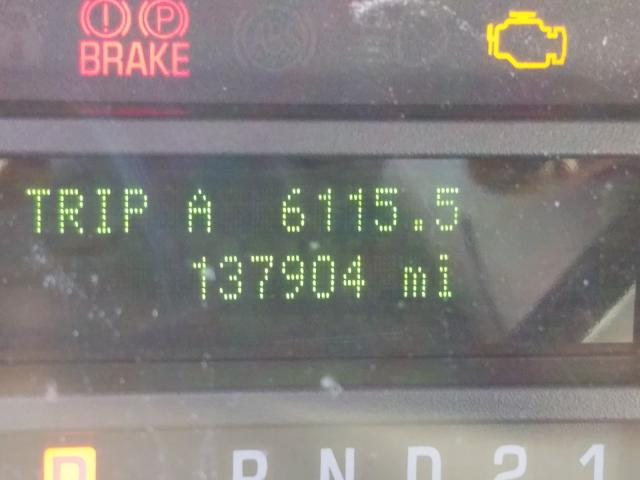 BRAKE
TRIP A 6115.5
137904 mi
P R N D 2 1